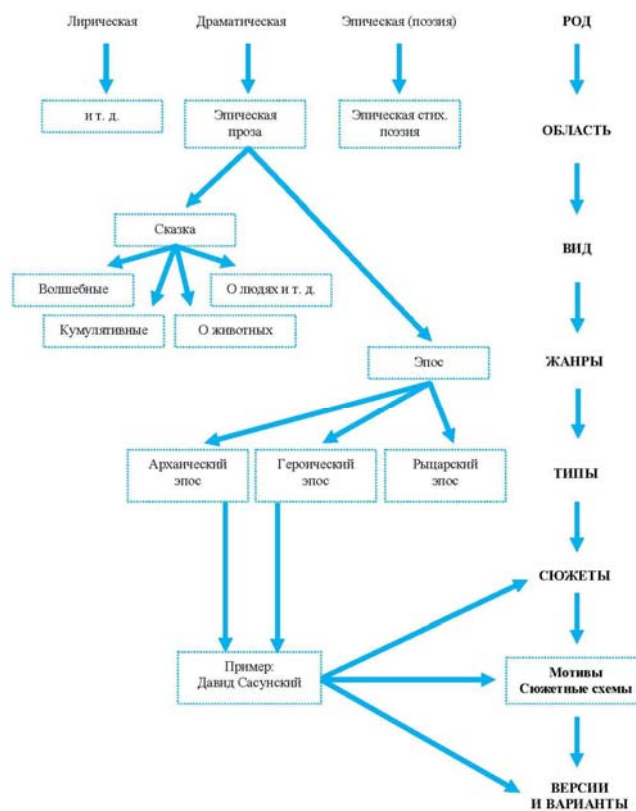 Лирическая
Драматическая
Эпическая (поэзия)
РОД
и т. д.
Эпическая
проза
Эпическая стих.
поэзия
ОБЛАСТЬ
Сказка
ВИД
Волшебные
О людях и т. д.
Кумулятивные
О животных
Эпос
ЖАНРЫ
Архаический
эпос
Героический
эпос
Рыцарский
эпос
ТИПЫ
СЮЖЕТЫ
Пример:
Давид Сасунский
Мотивы
Сюжетные схемы
ВЕРСИИ
И ВАРИАНТЫ